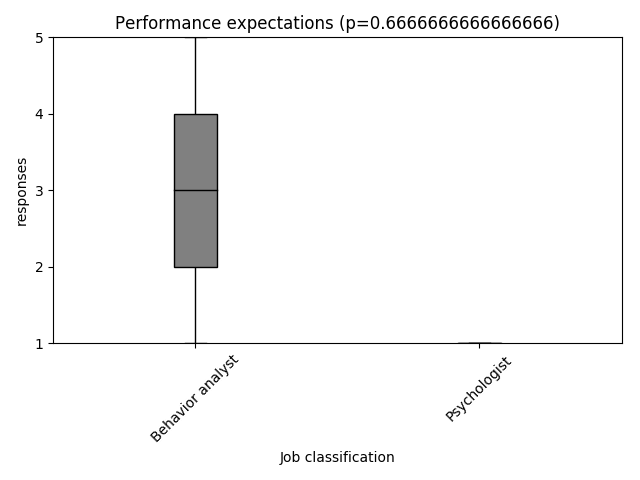 Performance expectations (p=0.6666666666666666)
responses
5
4
3
2
1
Behavior analyst
Psychologist
Job classification